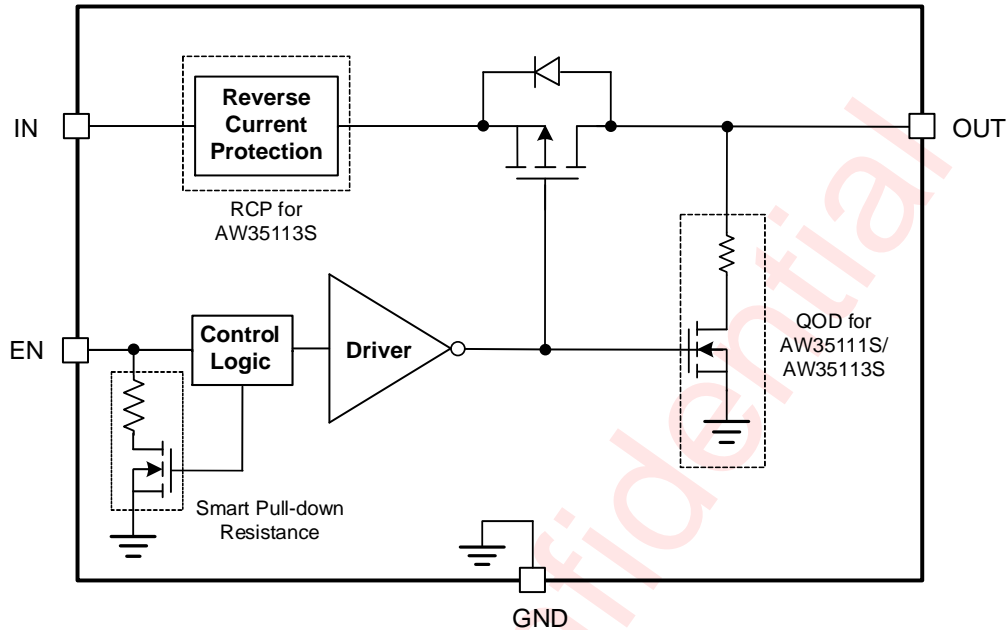 Reverse
Current
Protection
IN
OUT
RCP for
AW35113S
EN
Control
Logic
Driver
QOD for
AW35111S/
AW35113S
Smart Pull-down
Resistance
GND
nfidential